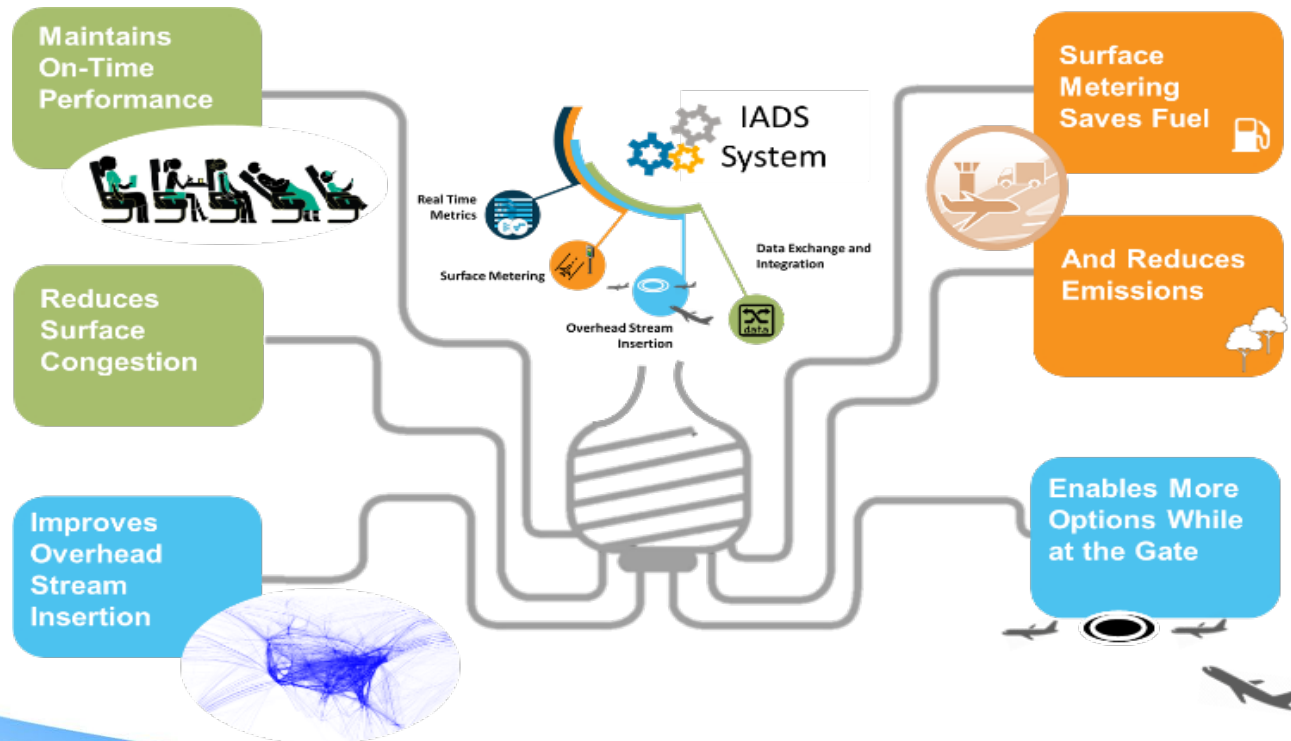 Maintains
On-Time
Performance
Reduces
Surface
Congestion
Improves
Overhead
Stream
Insertion
IADS
System
Real Time
Metrics
Surface Metering
Overhead Stream
Insertion
Data Exchange and
Integration
data
Surface
Metering
Saves Fuel
And Reduces
Emissions
Enables More
Options While
at the Gate